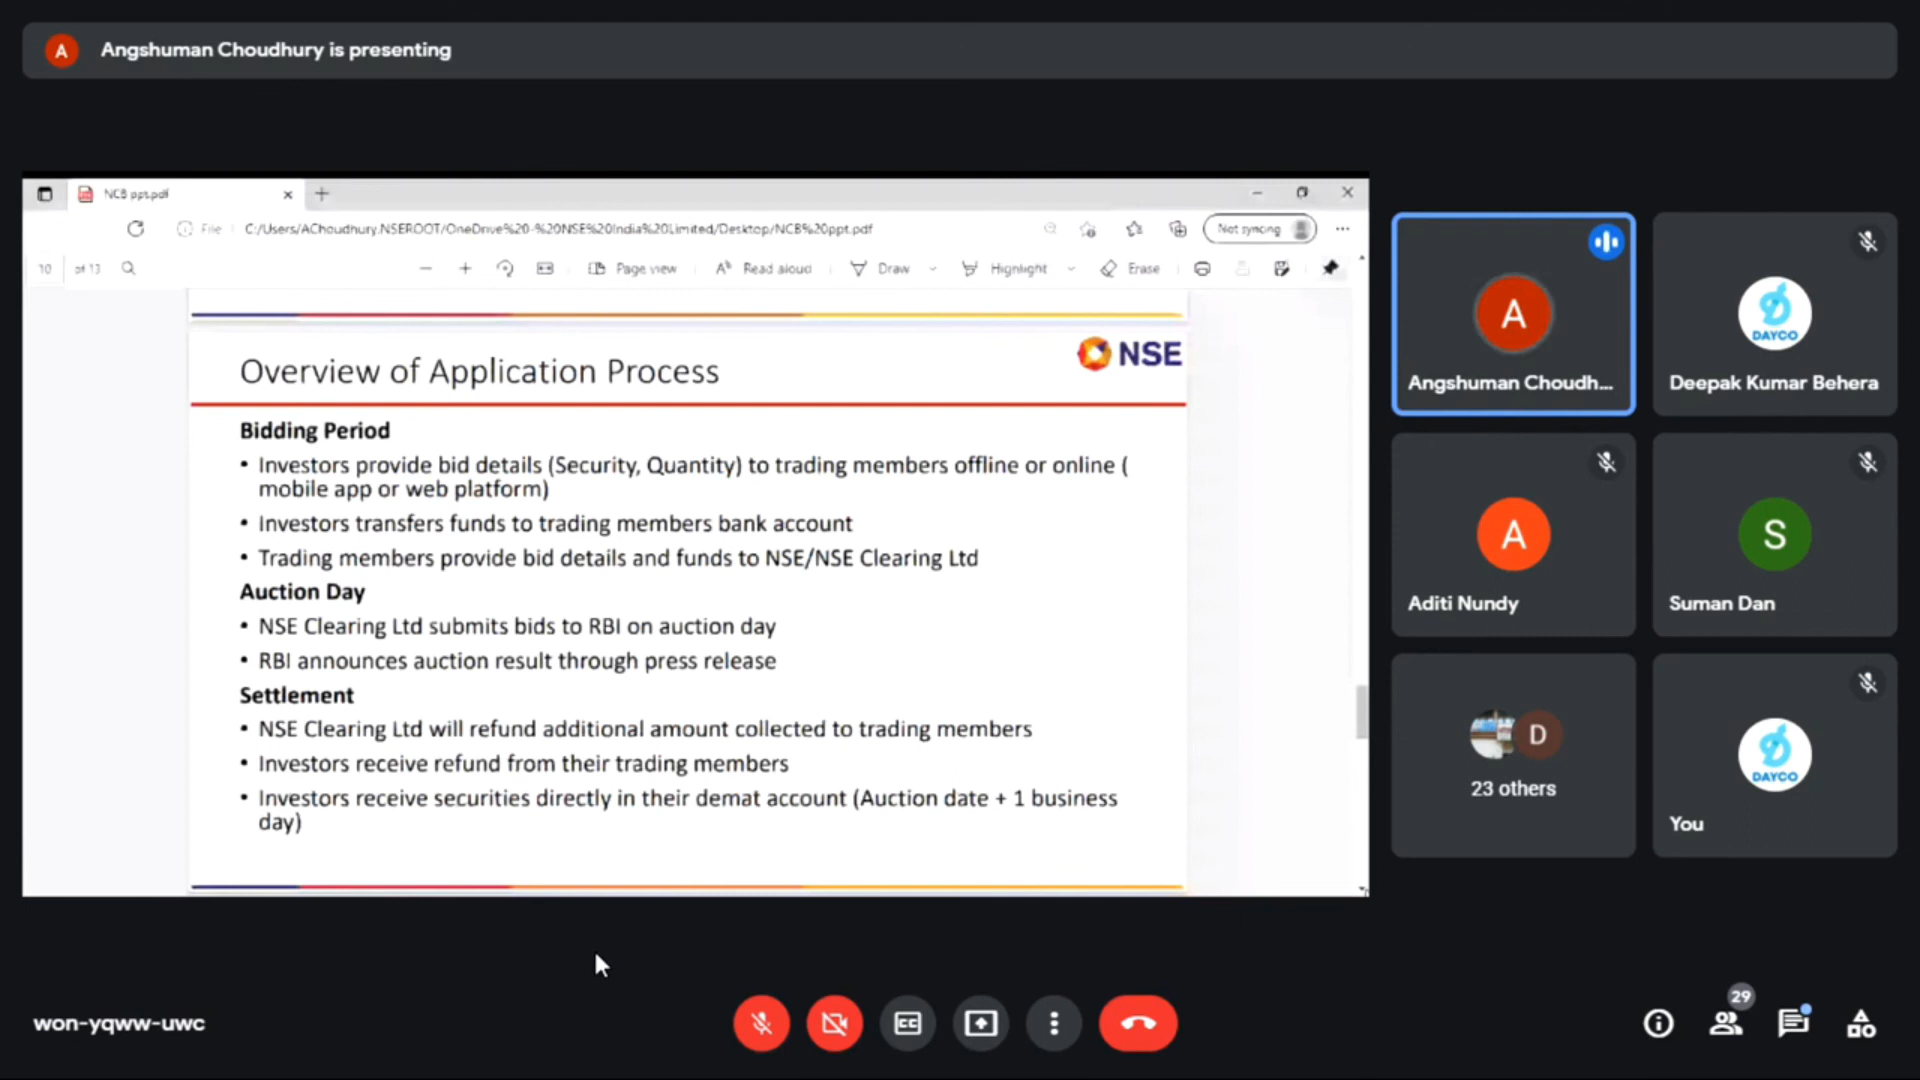 A Angshuman Choudhury is presenting
NCB ppt.pdf
File C:/Users/AChoudhury.NSEROOT/OneDrive%20-%20NSE%20India%20Limited/Desktop/NCB%20ppt.pdf Not syncing
10 of 13 Page view Read aloud Draw Highlight Erase
Overview of Application Process
NSE
Bidding Period
• Investors provide bid details (Security, Quantity) to trading members offline or online (
mobile app or web platform)
• Investors transfers funds to trading members bank account
• Trading members provide bid details and funds to NSE/NSE Clearing Ltd
Auction Day
• NSE Clearing Ltd submits bids to RBI on auction day
• RBI announces auction result through press release
Settlement
• NSE Clearing Ltd will refund additional amount collected to trading members
• Investors receive refund from their trading members
• Investors receive securities directly in their demat account (Auction date + 1 business
day)
A
Angshuman Choudh...
DAYCO
Deepak Kumar Behera
A
Aditi Nundy
S
Suman Dan
D
23 others
DAYCO
You
won-yqww-uwc
CC
29